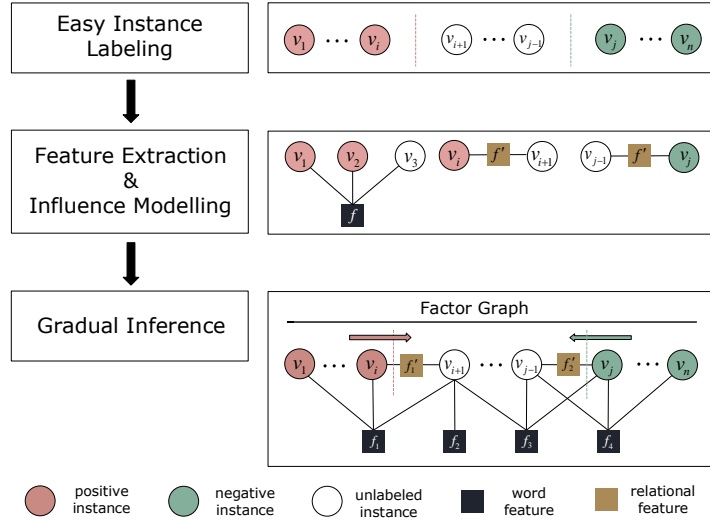 Easy Instance
Labeling
v₁ ··· vᵢ vᵢ₊₁ ··· vⱼ₋₁ vⱼ ··· vₙ
Feature Extraction
&
Influence Modelling
v₁ v₂ v₃ vᵢ f' vᵢ₊₁ vⱼ₋₁ f' vⱼ
f
Gradual Inference
Factor Graph
v₁ ··· vᵢ f₁' vᵢ₊₁ ··· vⱼ₋₁ f₂' vⱼ ··· vₙ
f₁ f₂ f₃ f₄
positive
instance
negative
instance
unlabeled
instance
word
feature
relational
feature